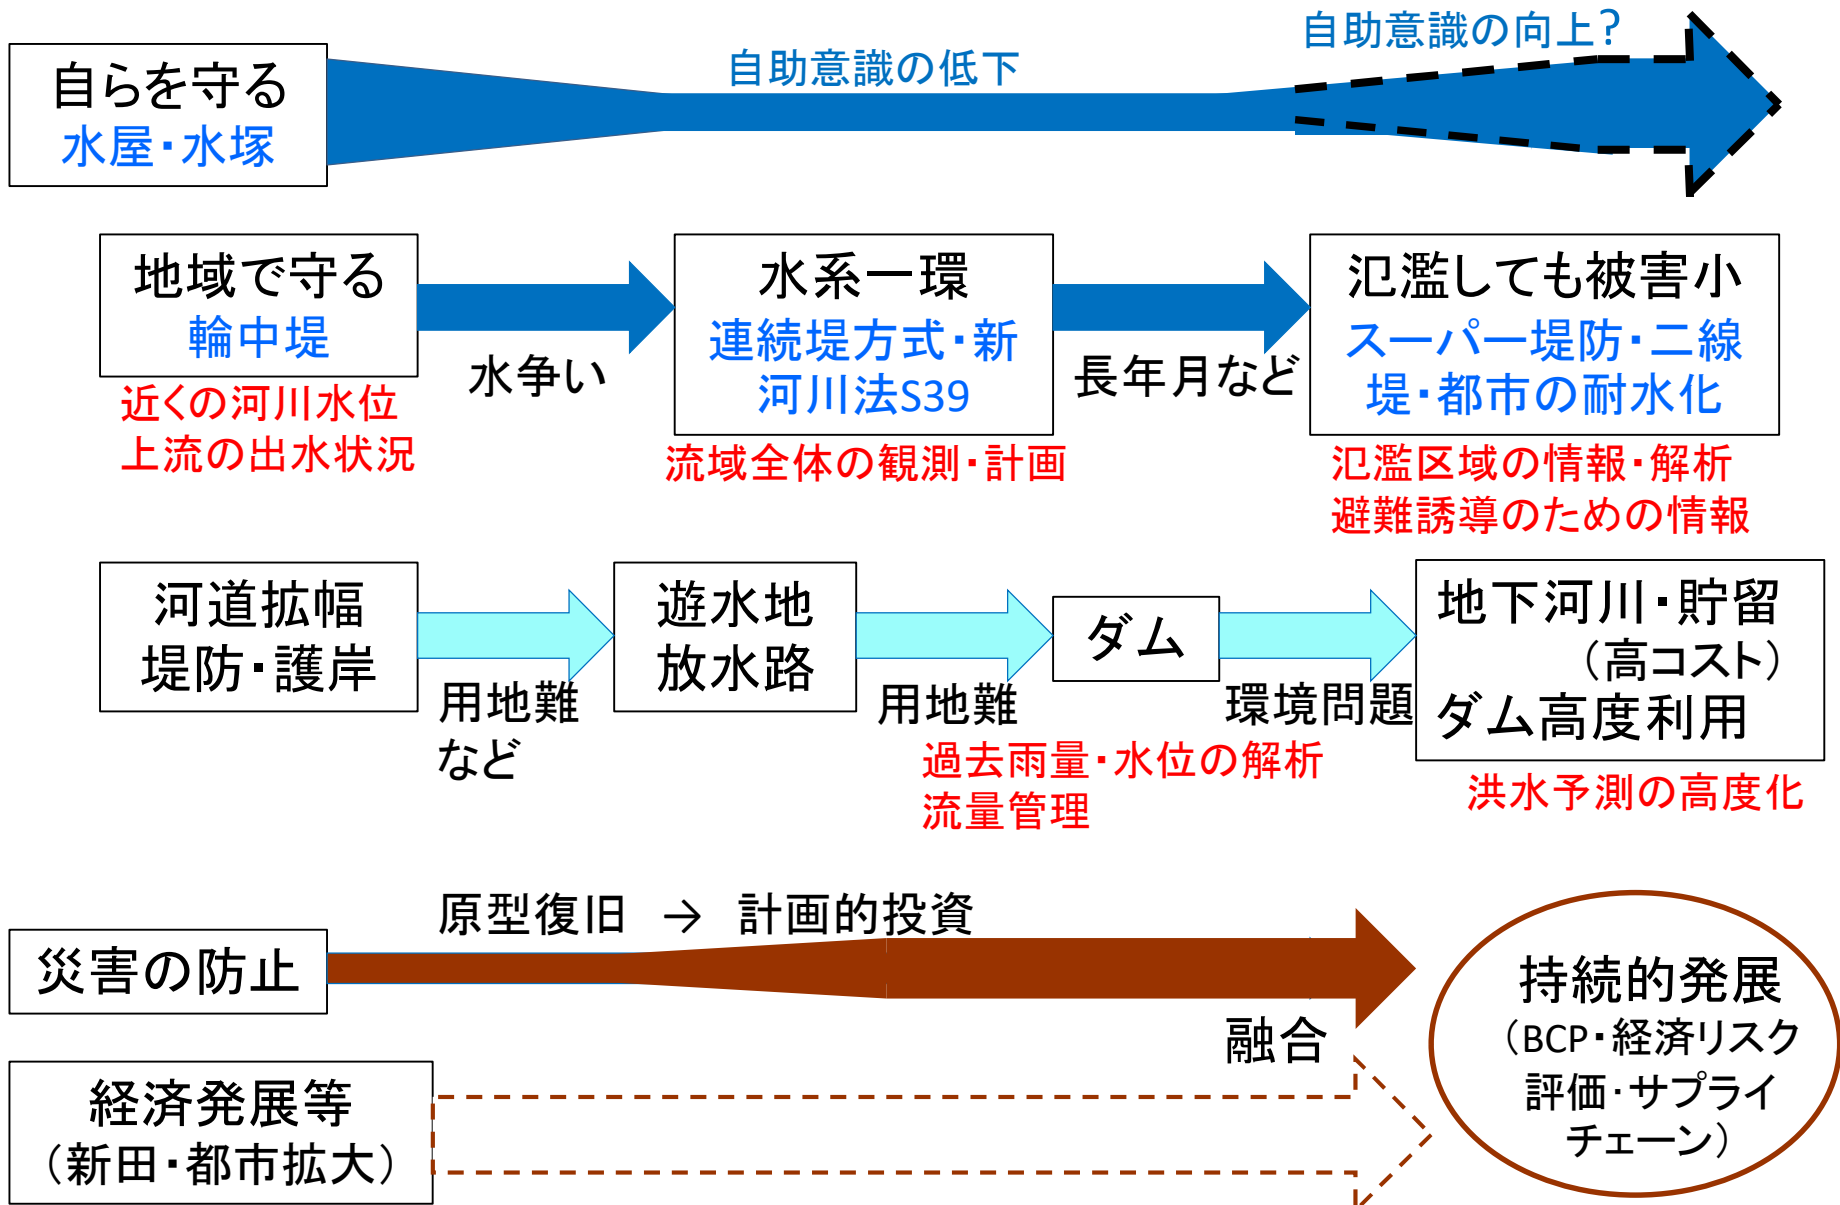 自らを守る
水屋・水塚
自助意識の低下
自助意識の向上?
地域で守る
輪中堤
近くの河川水位
上流の出水状況
水争い
水系一環
連続堤方式・新
河川法S39
流域全体の観測・計画
長年月など
氾濫しても被害小
スーパー堤防・二線
堤・都市の耐水化
氾濫区域の情報・解析
避難誘導のための情報
河道拡幅
堤防・護岸
用地難
など
遊水地
放水路
用地難
過去雨量・水位の解析
流量管理
ダム
環境問題
地下河川・貯留
（高コスト）
ダム高度利用
洪水予測の高度化
災害の防止
原型復旧 → 計画的投資
融合
経済発展等
（新田・都市拡大）
持続的発展
（BCP・経済リスク
評価・サプライ
チェーン）